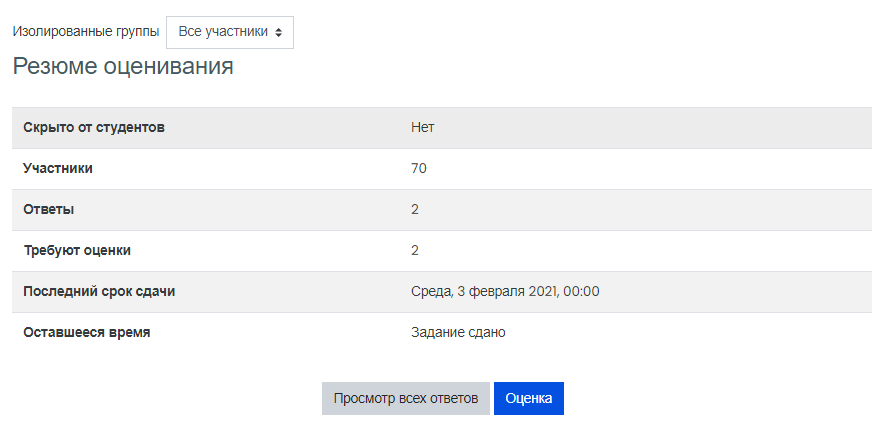 Изолированные группы Все участники
Резюме оценивания
Скрыто от студентов Нет
Участники 70
Ответы 2
Требуют оценки 2
Последний срок сдачи Среда, 3 февраля 2021, 00:00
Оставшееся время Задание сдано
Просмотр всех ответов Оценка